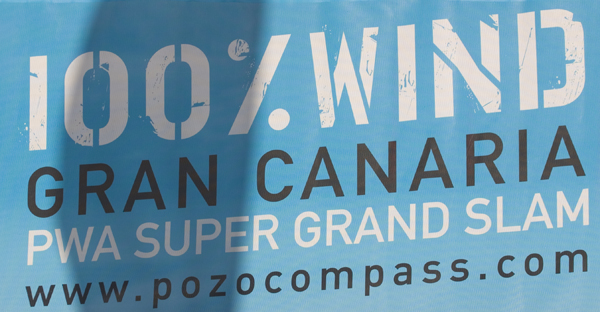 100% WIND
GRAN CANARIA
PWA SUPER GRAND SLAM
www.pozocompass.com